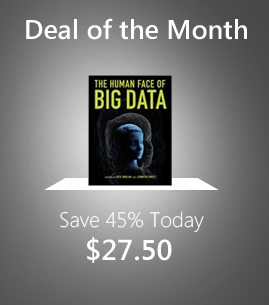 Deal of the Month
THE HUMAN FACE OF
BIG DATA
Save 45% Today
$27.50